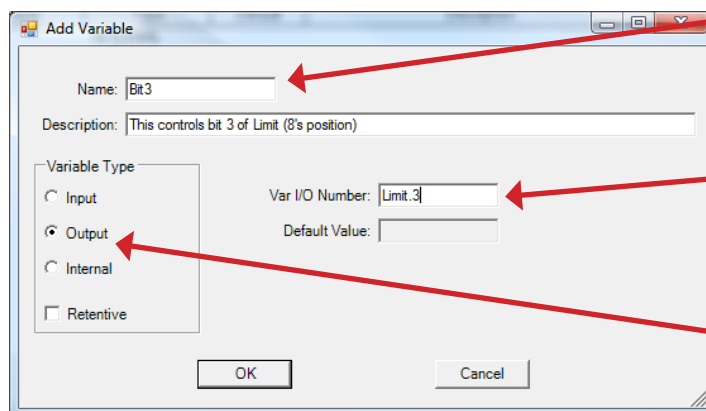 Add Variable
Name: Bit3
Description: This controls bit 3 of Limit (8's position)
Variable Type
Input
Output
Internal
Retentive
Var I/O Number: Limit.3
Default Value:
OK
Cancel